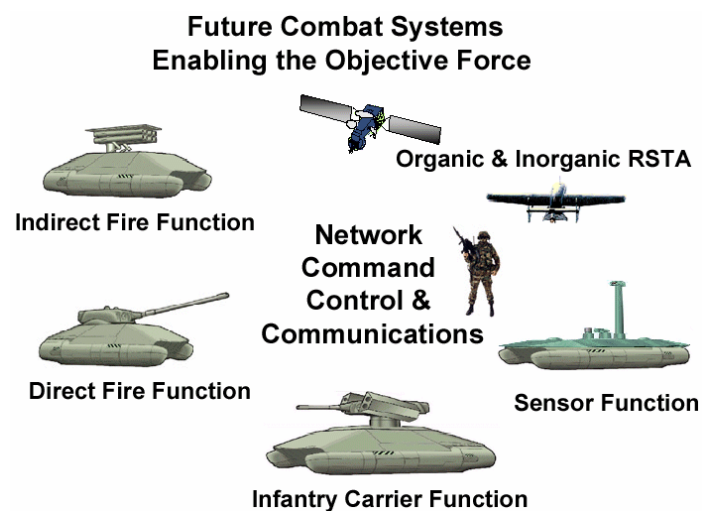 Future Combat Systems
Enabling the Objective Force
Organic & Inorganic RSTA
Indirect Fire Function
Network
Command
Control &
Communications
Direct Fire Function
Sensor Function
Infantry Carrier Function